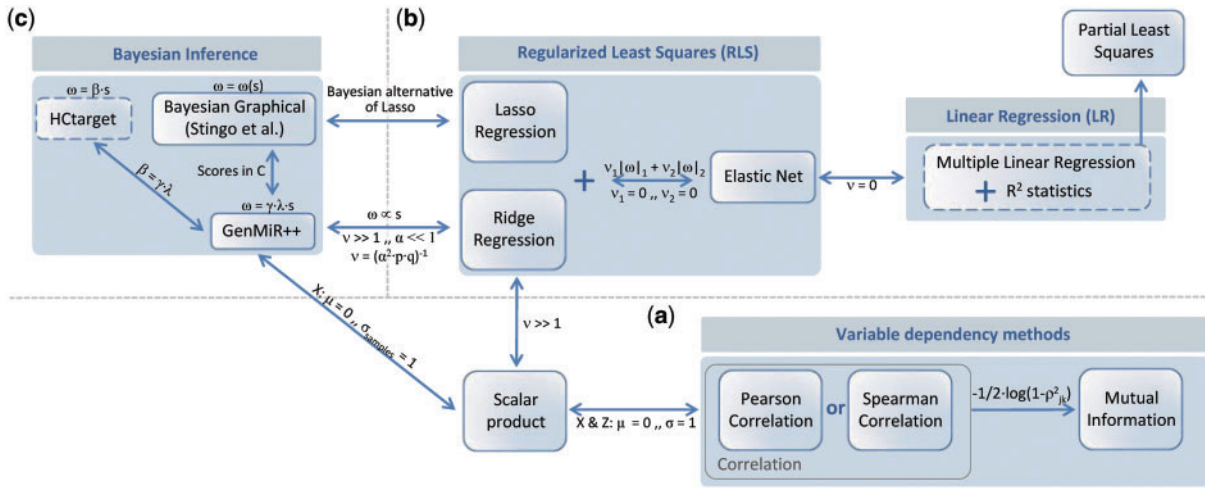 (c)
Bayesian Inference
ω = β·s
HCtarget
ω = ω(s)
Bayesian Graphical
(Stingo et al.)
β = γ·λ
Scores in C
ω = γ·λ·s
GenMiR++
Bayesian alternative
of Lasso
ω ∝ s
ν >> 1 ,, α << 1
ν = (α²·p·q)⁻¹
(b)
Regularized Least Squares (RLS)
Lasso
Regression
Ridge
Regression
+
ν₁|ω|₁ + ν₂|ω|₂
ν₁ = 0 ,, ν₂ = 0
Elastic Net
ν = 0
Partial Least
Squares
Linear Regression (LR)
Multiple Linear Regression
+ R² statistics
X: μ = 0 ,, σsamples = 1
ν >> 1
Scalar
product
X & Z: μ = 0 ,, σ = 1
(a)
Variable dependency methods
Pearson
Correlation
or
Spearman
Correlation
Correlation
-1/2·log(1-ρ²jk)
Mutual
Information